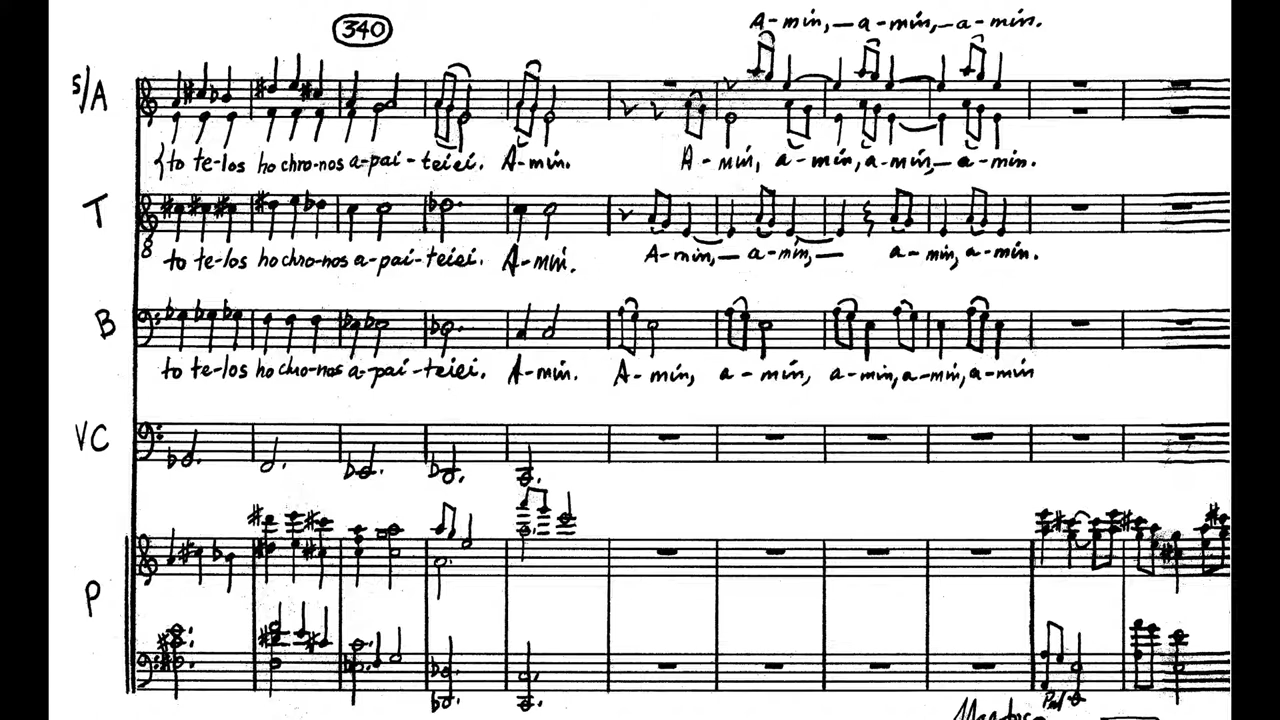 A-min,—a-min,—a-min.
340
S/A
to te-los ho chro-nos a-pai-teiei. A-min. A-min, a-min, a-min,— a-min.
T
8
to te-los ho chro-nos a-pai-teiei. A-min. A-min,— a-min,— a-min, a-min.
B
to te-los ho chro-nos a-pai-teiei. A-min. A-min, a-min, a-min, a-min, a-min
VC
P